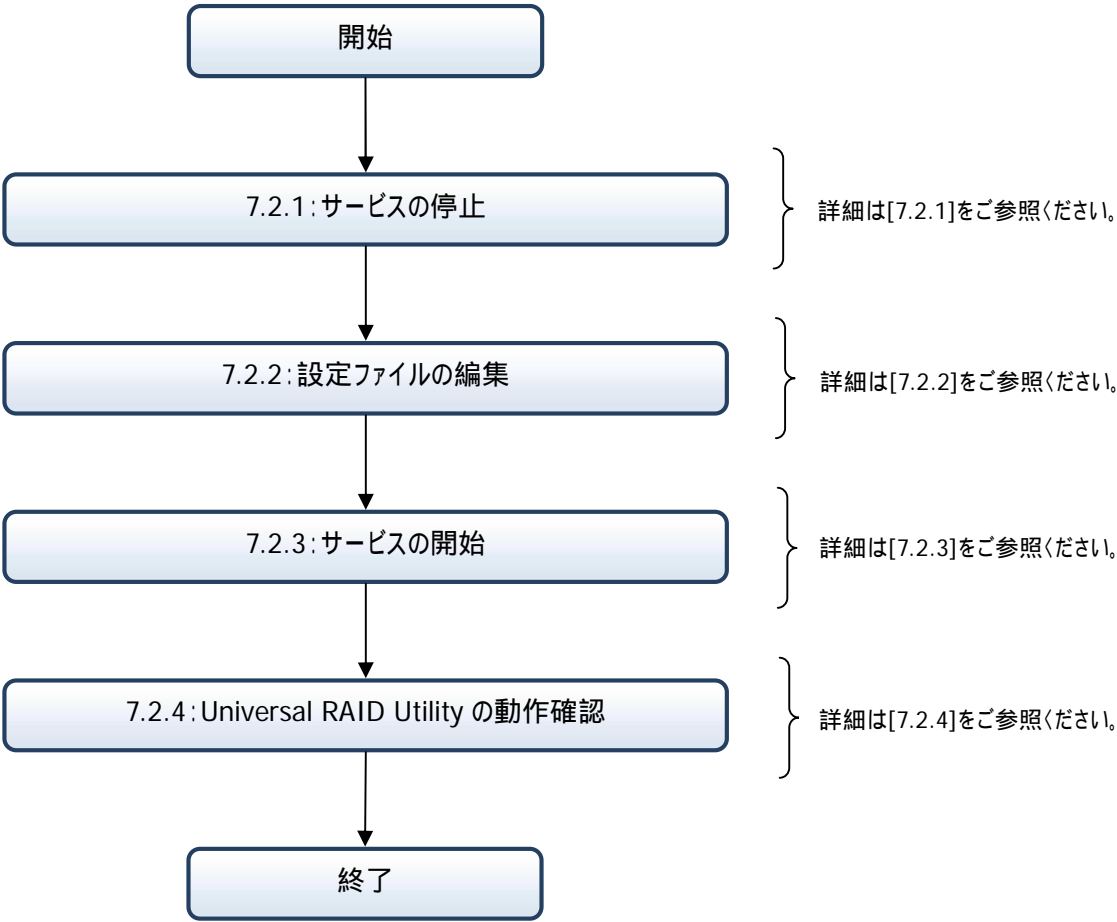 開始
7.2.1:サービスの停止
詳細は[7.2.1]をご参照ください。
7.2.2:設定ファイルの編集
詳細は[7.2.2]をご参照ください。
7.2.3:サービスの開始
詳細は[7.2.3]をご参照ください。
7.2.4:Universal RAID Utility の動作確認
詳細は[7.2.4]をご参照ください。
終了